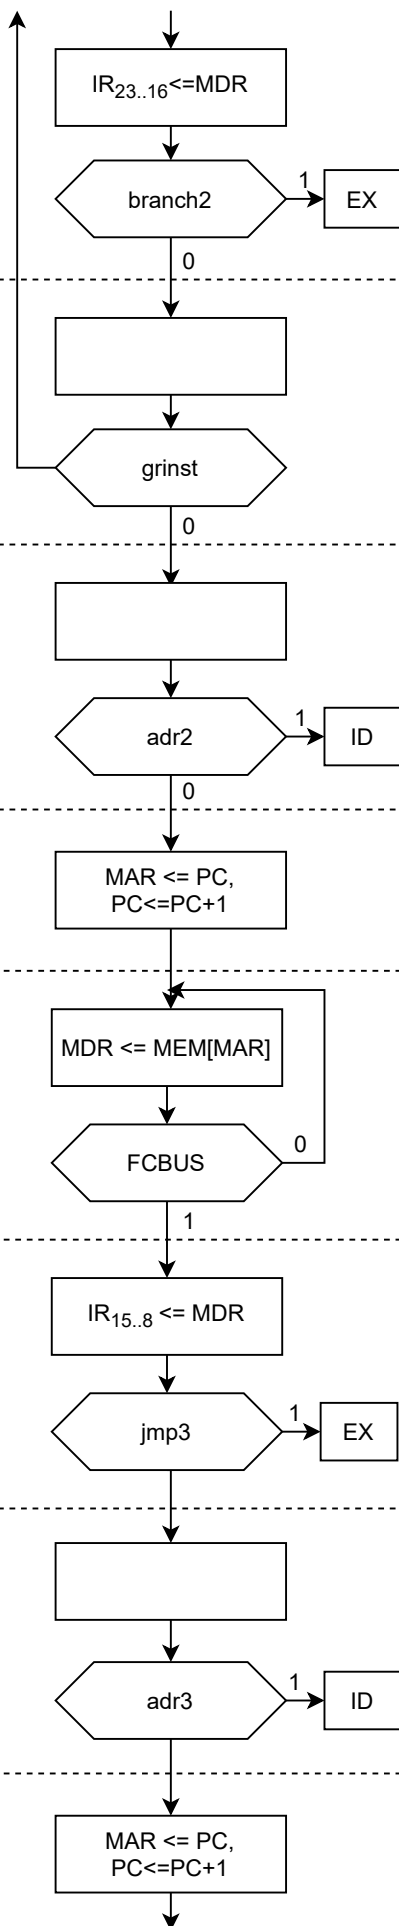 IR23..16<=MDR
branch2
1
EX
0
grinst
0
adr2
1
ID
0
MAR <= PC,
PC<=PC+1
MDR <= MEM[MAR]
FCBUS
0
1
IR15..8 <= MDR
jmp3
1
EX
adr3
1
ID
MAR <= PC,
PC<=PC+1